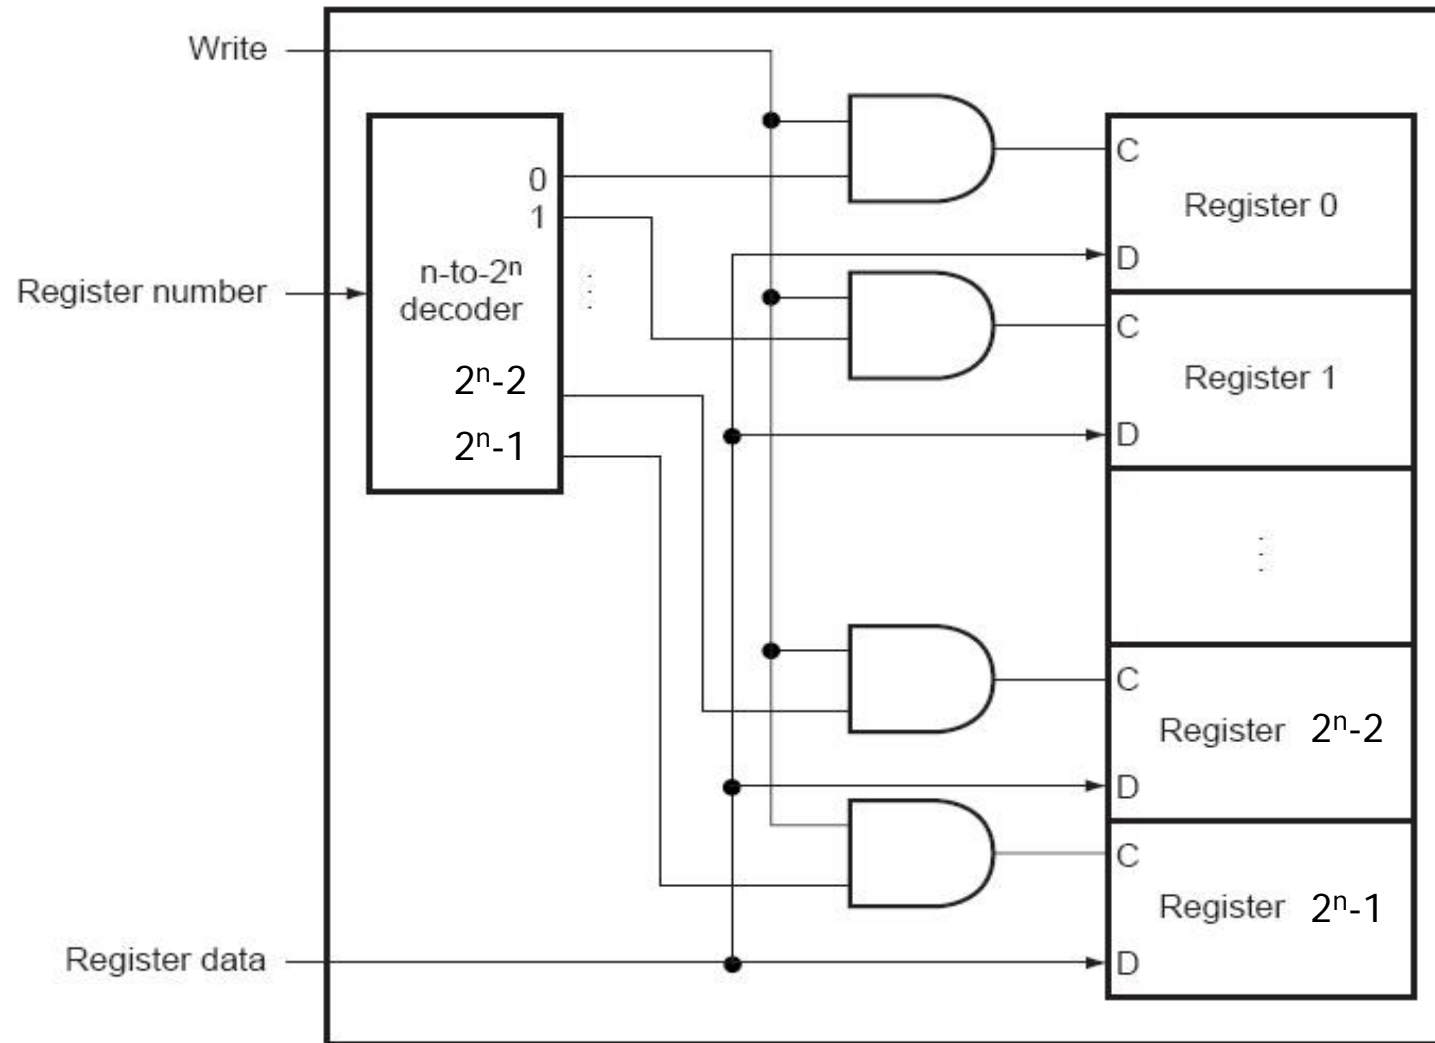 Write
0
1
n-to-2ⁿ
decoder
2ⁿ-2
2ⁿ-1
Register number
Register data
C
Register 0
D
C
Register 1
D
C
Register 2ⁿ-2
D
C
Register 2ⁿ-1
D